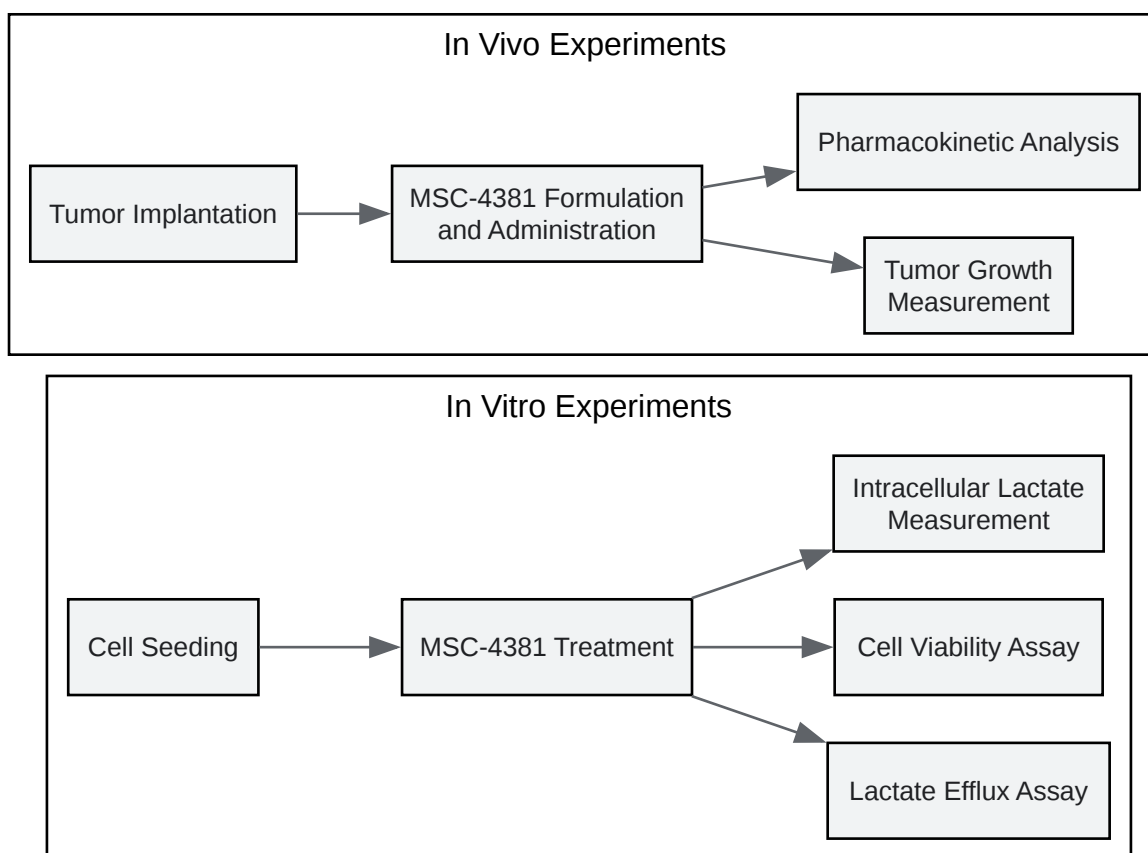 In Vivo Experiments
Pharmacokinetic Analysis
Tumor Implantation
MSC-4381 Formulation
and Administration
Tumor Growth
Measurement
In Vitro Experiments
Intracellular Lactate
Measurement
Cell Seeding
MSC-4381 Treatment
Cell Viability Assay
Lactate Efflux Assay